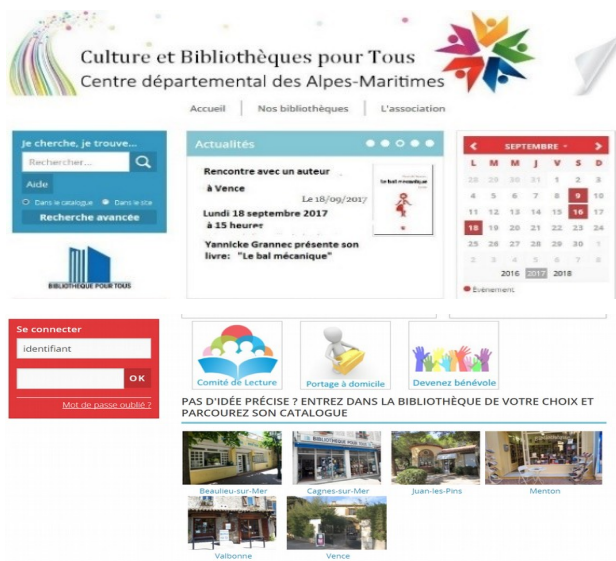 Culture et Bibliothèques pour Tous
Centre départemental des Alpes-Maritimes
Accueil Nos bibliothèques L'association
Je cherche, je trouve...
Rechercher...
Aide
Dans le catalogue Dans le site
Recherche avancée
BIBLIOTHEQUE POUR TOUS
Actualités
Rencontre avec un auteur
à Vence
Le 18/09/2017
Lundi 18 septembre 2017
à 15 heures
Yannicke Grannec présente son
livre: "Le bal mécanique"
Le bal mécanique
SEPTEMBRE
L M M J V S D
28 29 30 31 1 2 3
4 5 6 7 8 9 10
11 12 13 14 15 16 17
18 19 20 21 22 23 24
25 26 27 28 29 30 1
2 3 4 5 6 7 8
2016 2017 2018
Evènement
Se connecter
identifiant
OK
Mot de passe oublié ?
Comité de Lecture
Portage à domicile
Devenez bénévole
PAS D'IDÉE PRÉCISE ? ENTREZ DANS LA BIBLIOTHÈQUE DE VOTRE CHOIX ET
PARCOUREZ SON CATALOGUE
Beaulieu-sur-Mer
Cagnes-sur-Mer
Juan-les-Pins
Menton
Valbonne
Vence